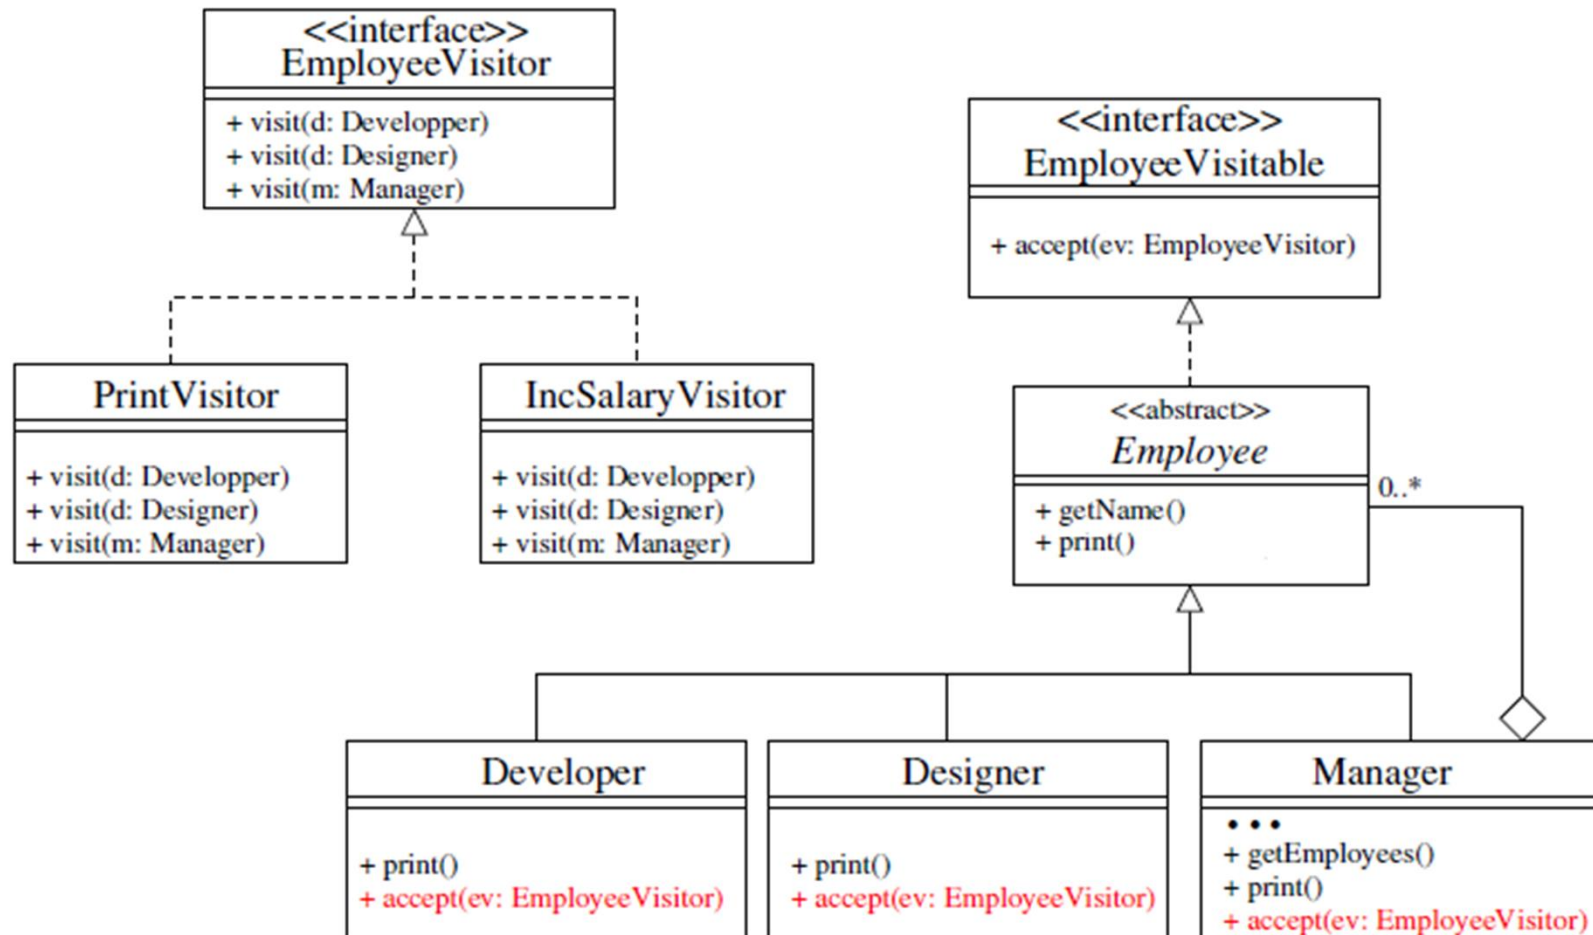 <<interface>>
EmployeeVisitor
+ visit(d: Developper)
+ visit(d: Designer)
+ visit(m: Manager)
<<interface>>
EmployeeVisitable
+ accept(ev: EmployeeVisitor)
PrintVisitor
+ visit(d: Developper)
+ visit(d: Designer)
+ visit(m: Manager)
IncSalaryVisitor
+ visit(d: Developper)
+ visit(d: Designer)
+ visit(m: Manager)
<<abstract>>
Employee
+ getName()
+ print()
0..*
Developer
+ print()
+ accept(ev: EmployeeVisitor)
Designer
+ print()
+ accept(ev: EmployeeVisitor)
Manager
• • •
+ getEmployees()
+ print()
+ accept(ev: EmployeeVisitor)